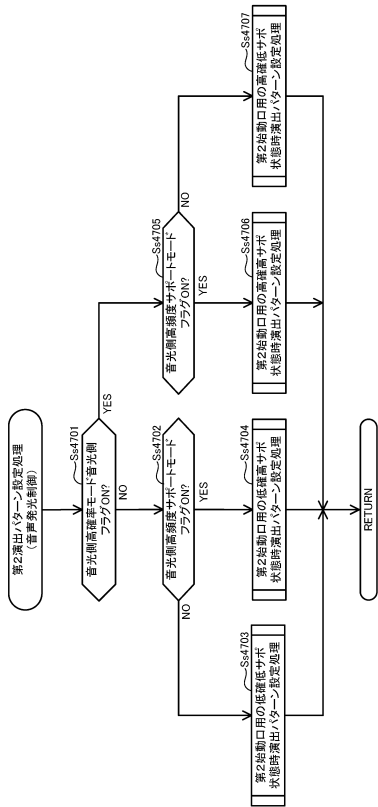 第2演出パターン設定処理
(音声発光制御)
Ss4701
音光側高確率モード音光側
フラグON?
YES
NO
Ss4702
音光側高頻度サポートモード
フラグON?
NO
YES
Ss4705
音光側高頻度サポートモード
フラグON?
NO
YES
Ss4703
第2始動口用の低確低サポ
状態時演出パターン設定処理
Ss4704
第2始動口用の低確高サポ
状態時演出パターン設定処理
Ss4706
第2始動口用の高確高サポ
状態時演出パターン設定処理
Ss4707
第2始動口用の高確低サポ
状態時演出パターン設定処理
RETURN